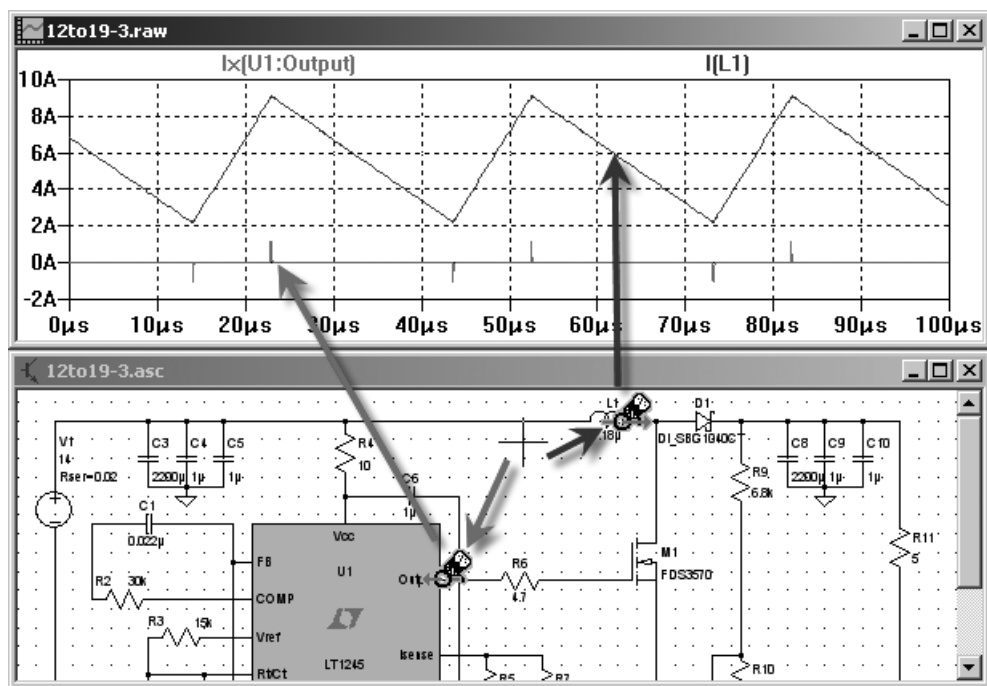 12to19-3.raw
Ix(U1:Output) I(L1)
10A
8A
6A
4A
2A
0A
-2A
0µs 10µs 20µs 30µs 40µs 50µs 60µs 70µs 80µs 90µs 100µs
12to19-3.asc
L1
.18µ
D1
V1
14
Rser=0.02
C3
2200µ
C4
1µ
C5
1µ
R4
10
C6
1µ
C8
2200µ
C9
1µ
C10
1µ
R9
6.8k
C1
0.022µ
Vcc
U1
FB
R2 30k
COMP
R3 15k
Vref
Rt/Ct
LT1245
Isense
R6
4.7
M1
FDS3570
R11
5
R5
R7
R10